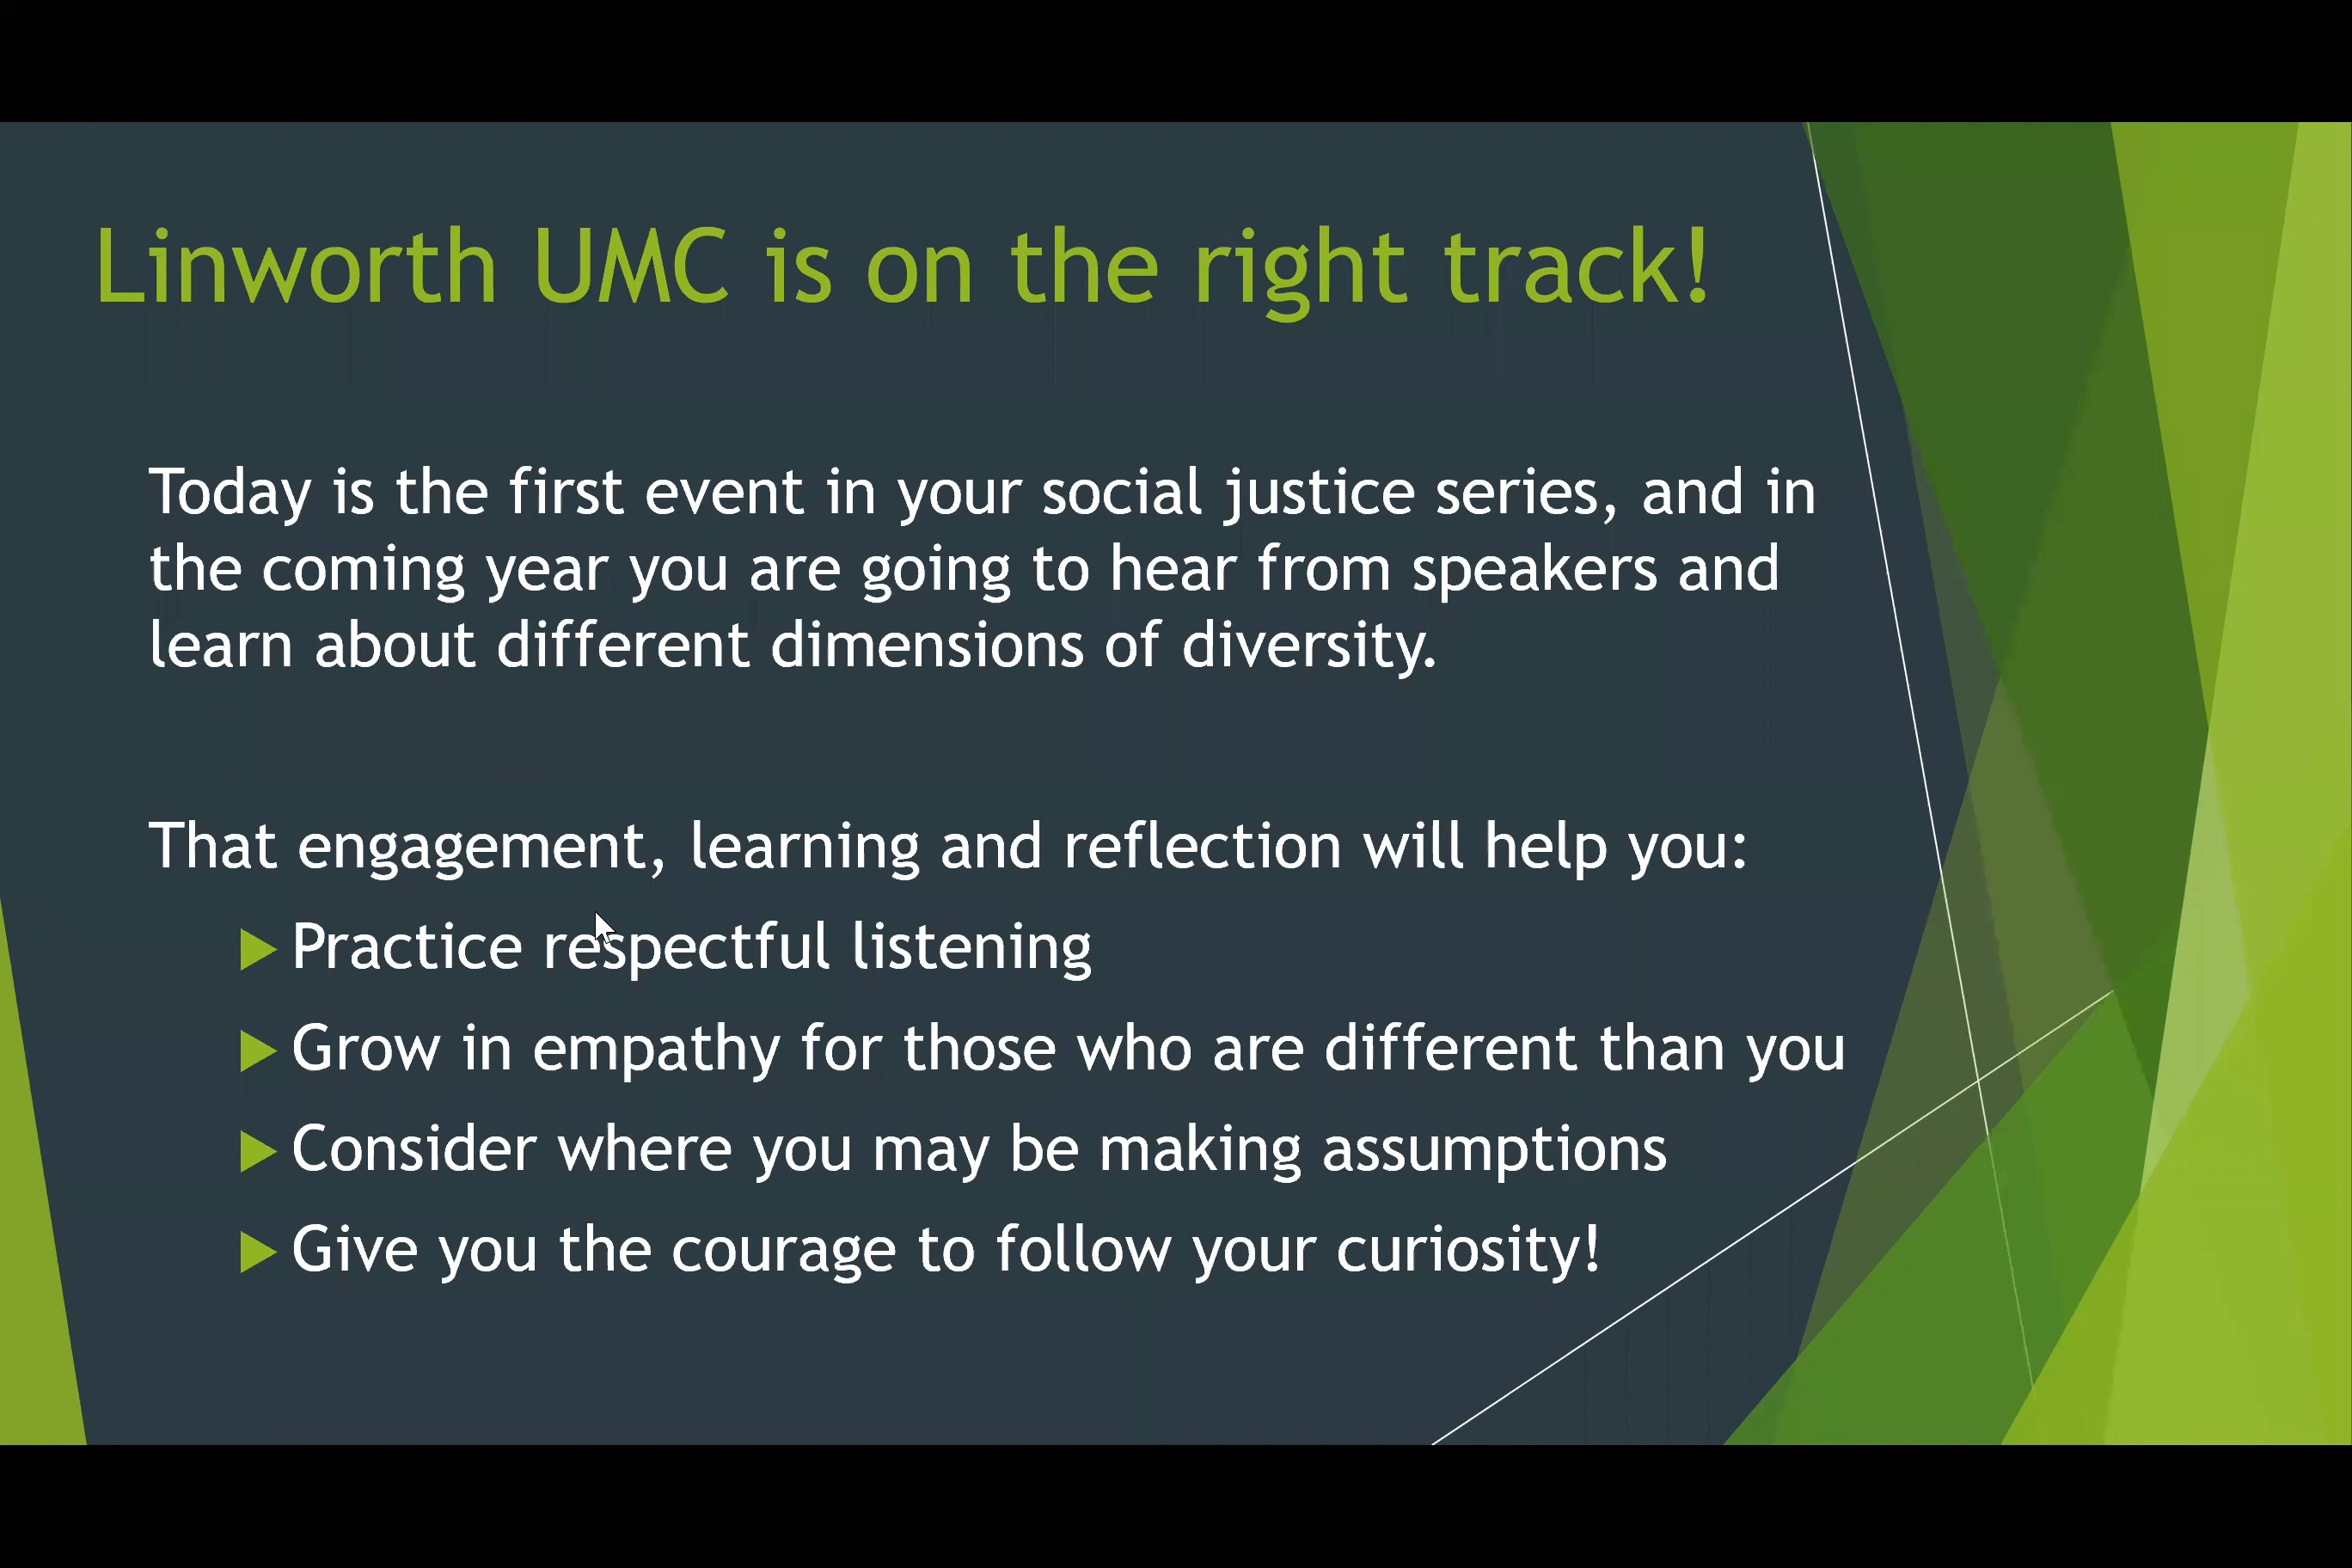 Linworth UMC is on the right track!
Today is the first event in your social justice series, and in
the coming year you are going to hear from speakers and
learn about different dimensions of diversity.
That engagement, learning and reflection will help you:
Practice respectful listening
Grow in empathy for those who are different than you
Consider where you may be making assumptions
Give you the courage to follow your curiosity!